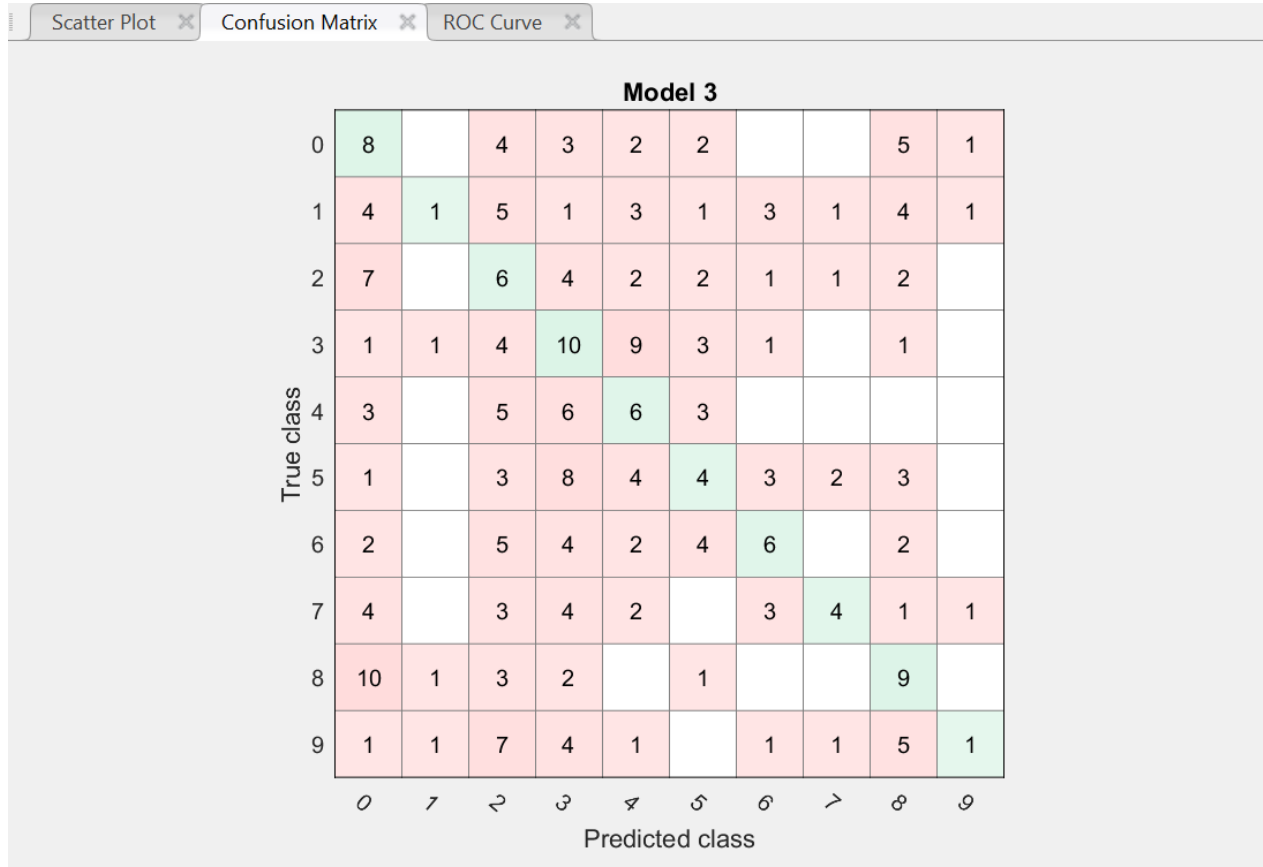 Scatter Plot Confusion Matrix ROC Curve
Model 3
0 8 4 3 2 2 5 1
1 4 1 5 1 3 1 3 1 4 1
2 7 6 4 2 2 1 1 2
3 1 1 4 10 9 3 1 1
4 3 5 6 6 3
5 1 3 8 4 4 3 2 3
6 2 5 4 2 4 6 2
7 4 3 4 2 3 4 1 1
8 10 1 3 2 1 9
9 1 1 7 4 1 1 1 5 1
True class
0 1 2 3 4 5 6 7 8 9
Predicted class